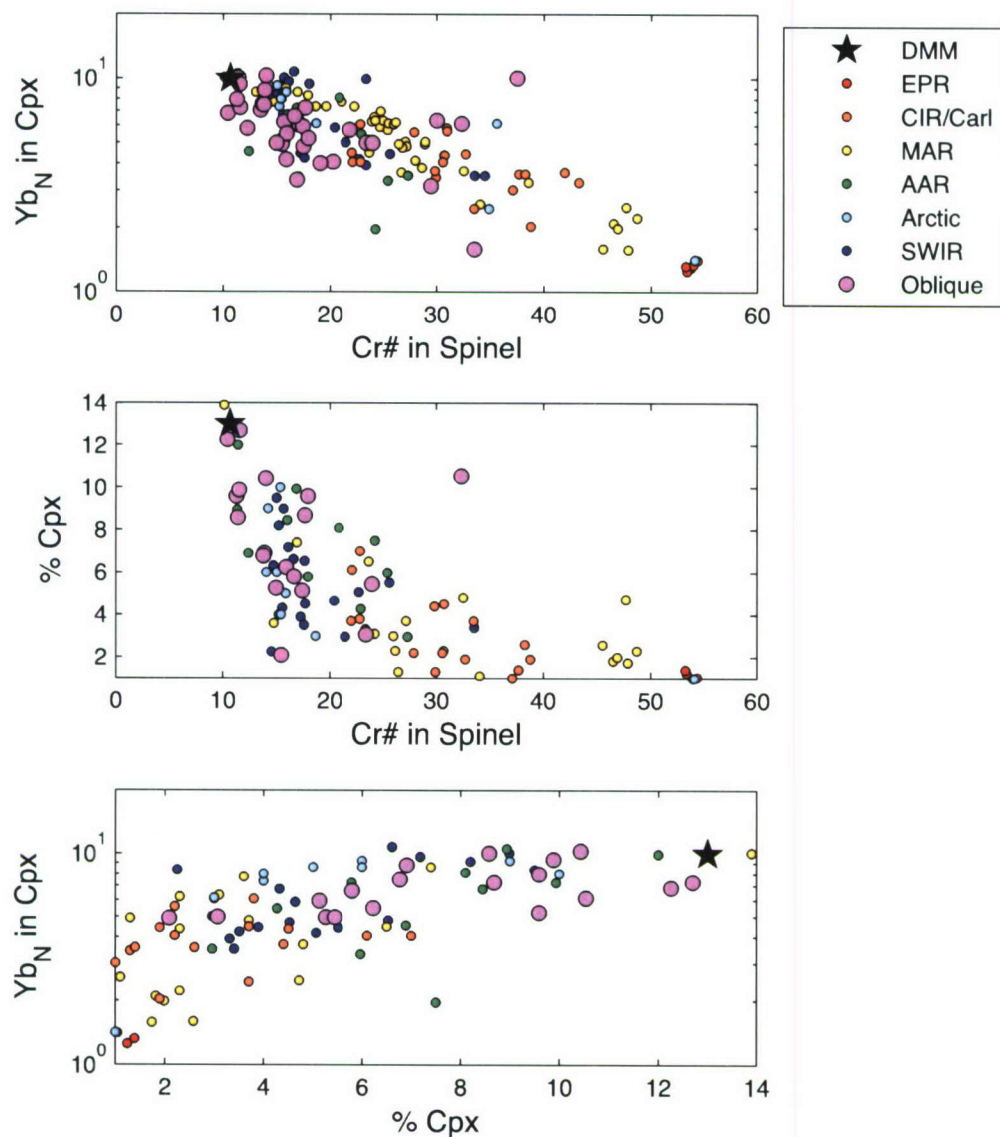 Yb_N in Cpx
10^1
10^0
0 10 20 30 40 50 60
Cr# in Spinel
DMM
EPR
CIR/Carl
MAR
AAR
Arctic
SWIR
Oblique
% Cpx
14
12
10
8
6
4
2
0 10 20 30 40 50 60
Cr# in Spinel
Yb_N in Cpx
10^1
10^0
2 4 6 8 10 12 14
% Cpx